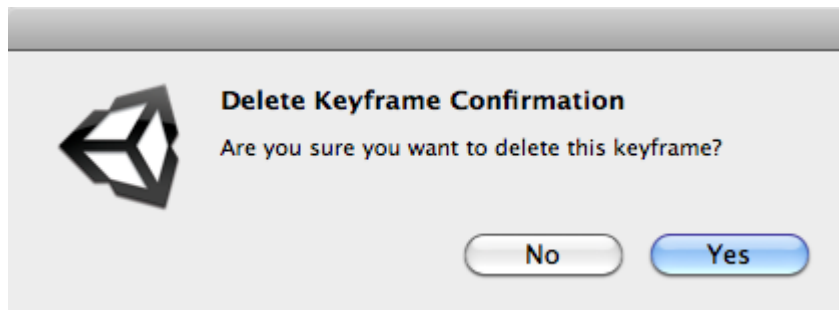 Delete Keyframe Confirmation
Are you sure you want to delete this keyframe?
No
Yes